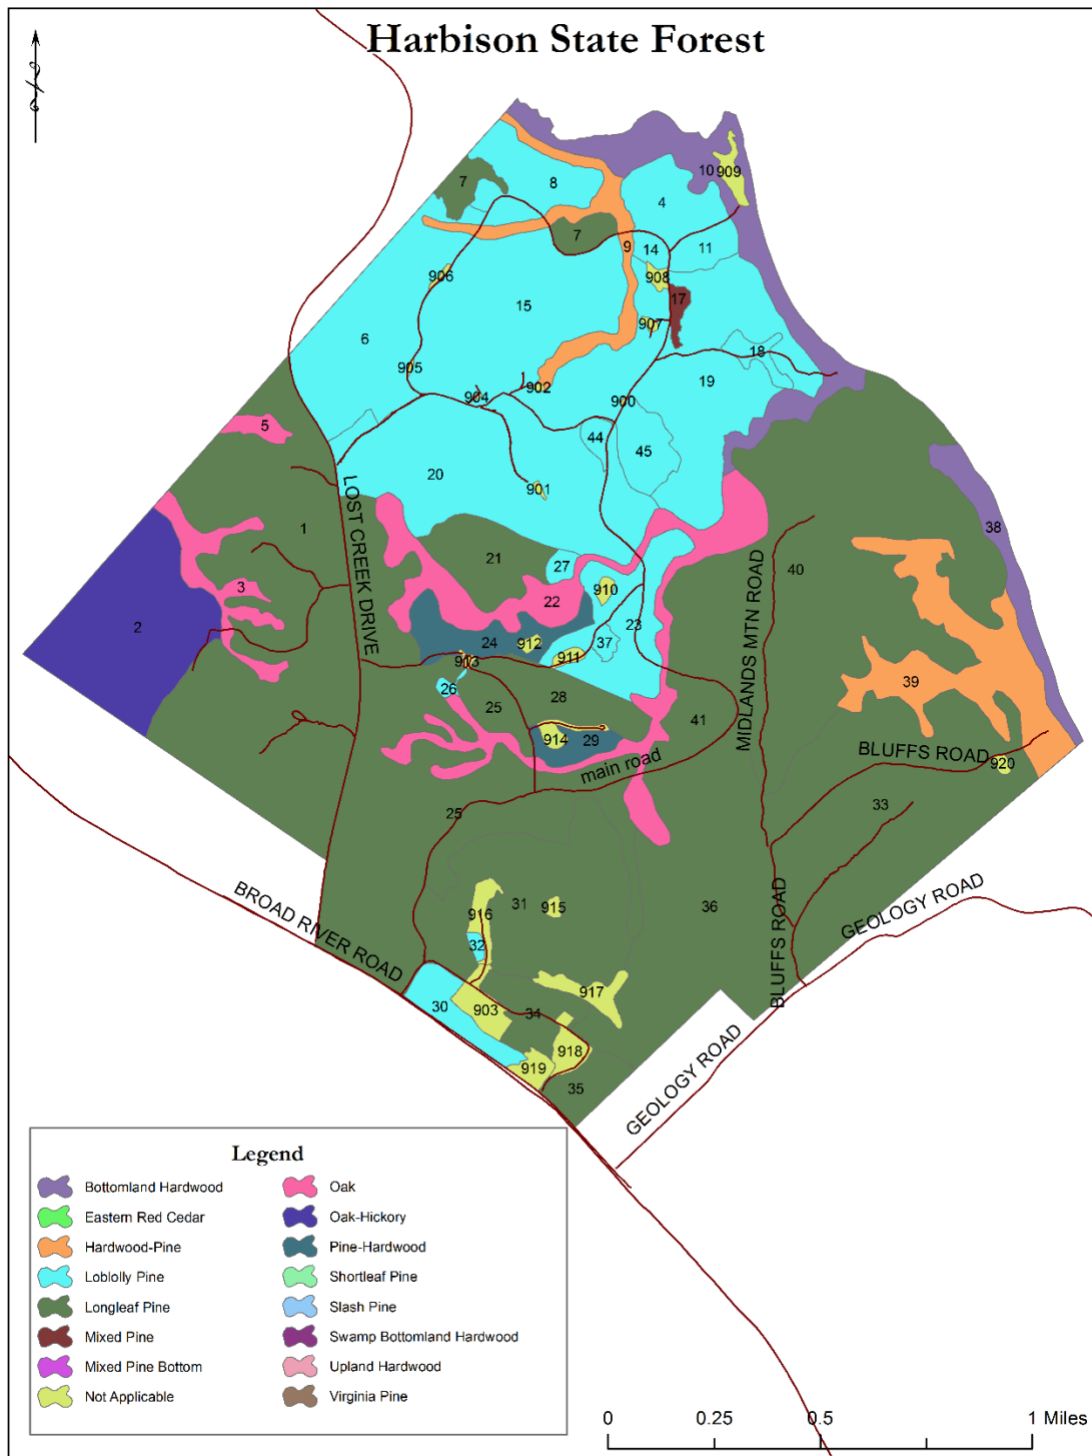 Harbison State Forest
10
909
7
8
4
7
9
14
11
906
908
17
15
907
6
18
905
19
902
904
900
5
44
45
20
901
LOST CREEK DRIVE
1
38
21
27
MIDLANDS MTN ROAD
40
3
910
22
2
23
24
912
37
911
913
39
26
28
25
41
914
29
BLUFFS ROAD
main road
920
25
33
31
915
36
916
BROAD RIVER ROAD
32
BLUFFS ROAD
GEOLOGY ROAD
917
30
903
34
918
919
35
GEOLOGY ROAD
Legend
Bottomland Hardwood
Eastern Red Cedar
Hardwood-Pine
Loblolly Pine
Longleaf Pine
Mixed Pine
Mixed Pine Bottom
Not Applicable
Oak
Oak-Hickory
Pine-Hardwood
Shortleaf Pine
Slash Pine
Swamp Bottomland Hardwood
Upland Hardwood
Virginia Pine
0 0.25 0.5 1 Miles